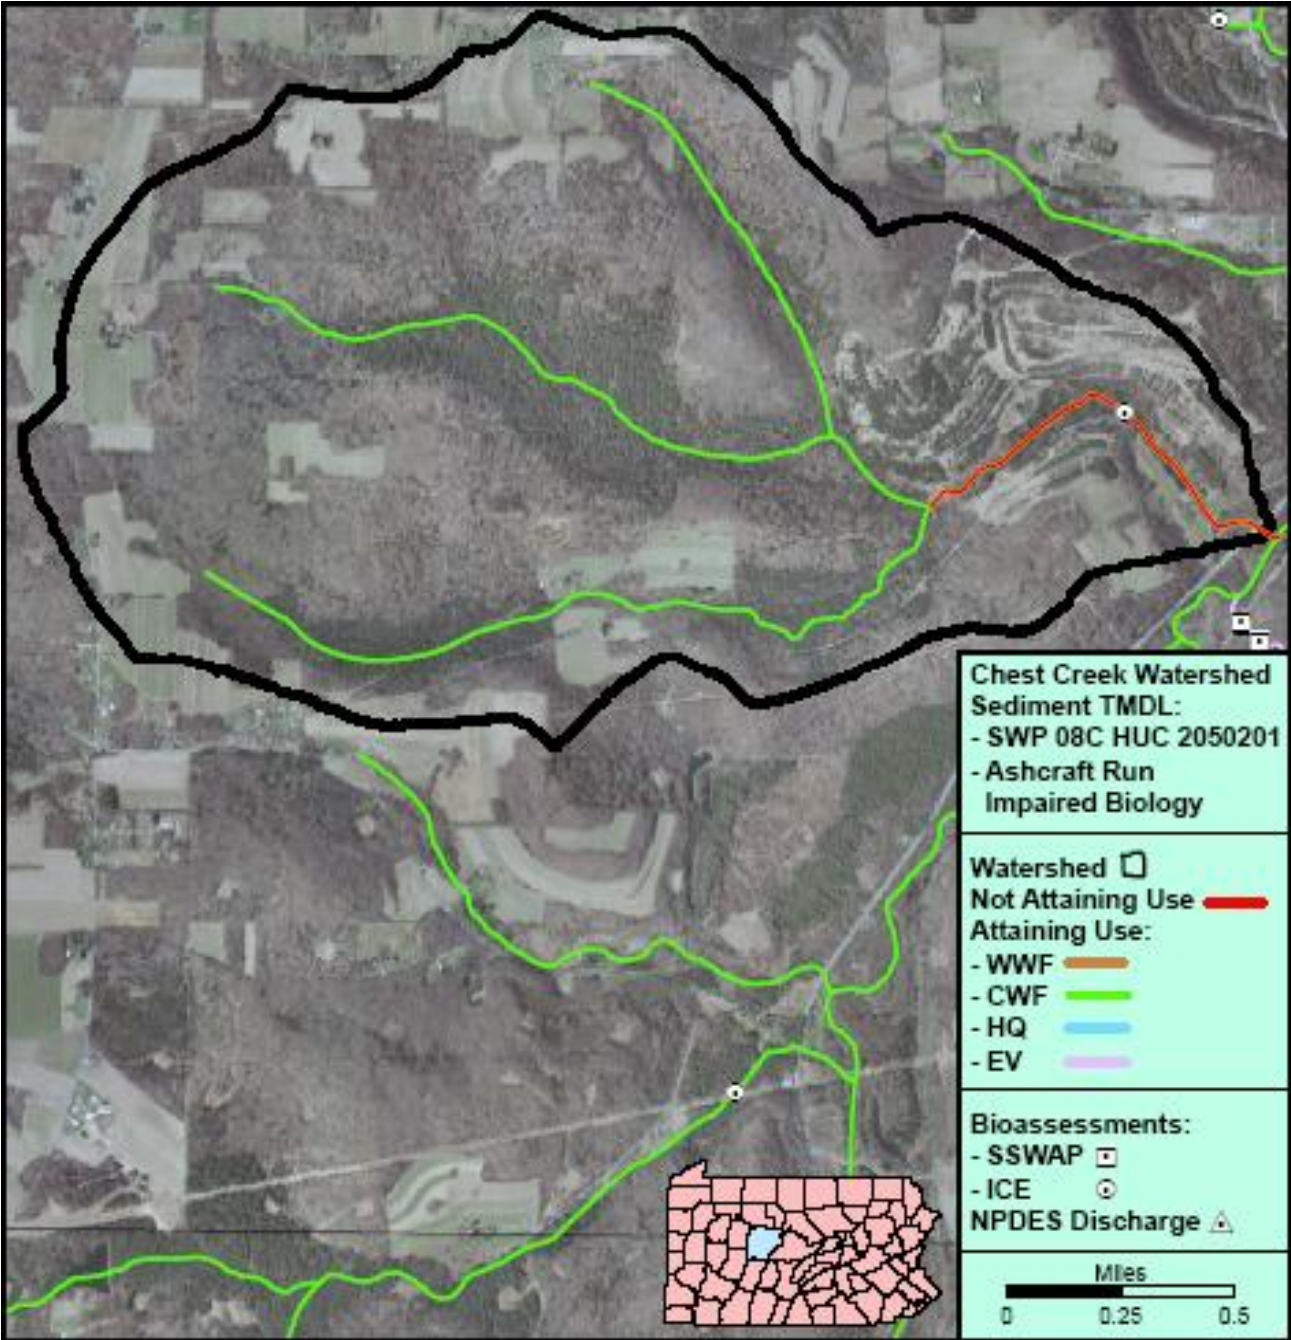 Chest Creek Watershed
Sediment TMDL:
- SWP 08C HUC 2050201
- Ashcraft Run
Impaired Biology
Watershed
Not Attaining Use
Attaining Use:
- WWF
- CWF
- HQ
- EV
Bioassessments:
- SSWAP
- ICE
NPDES Discharge
Miles
0 0.25 0.5